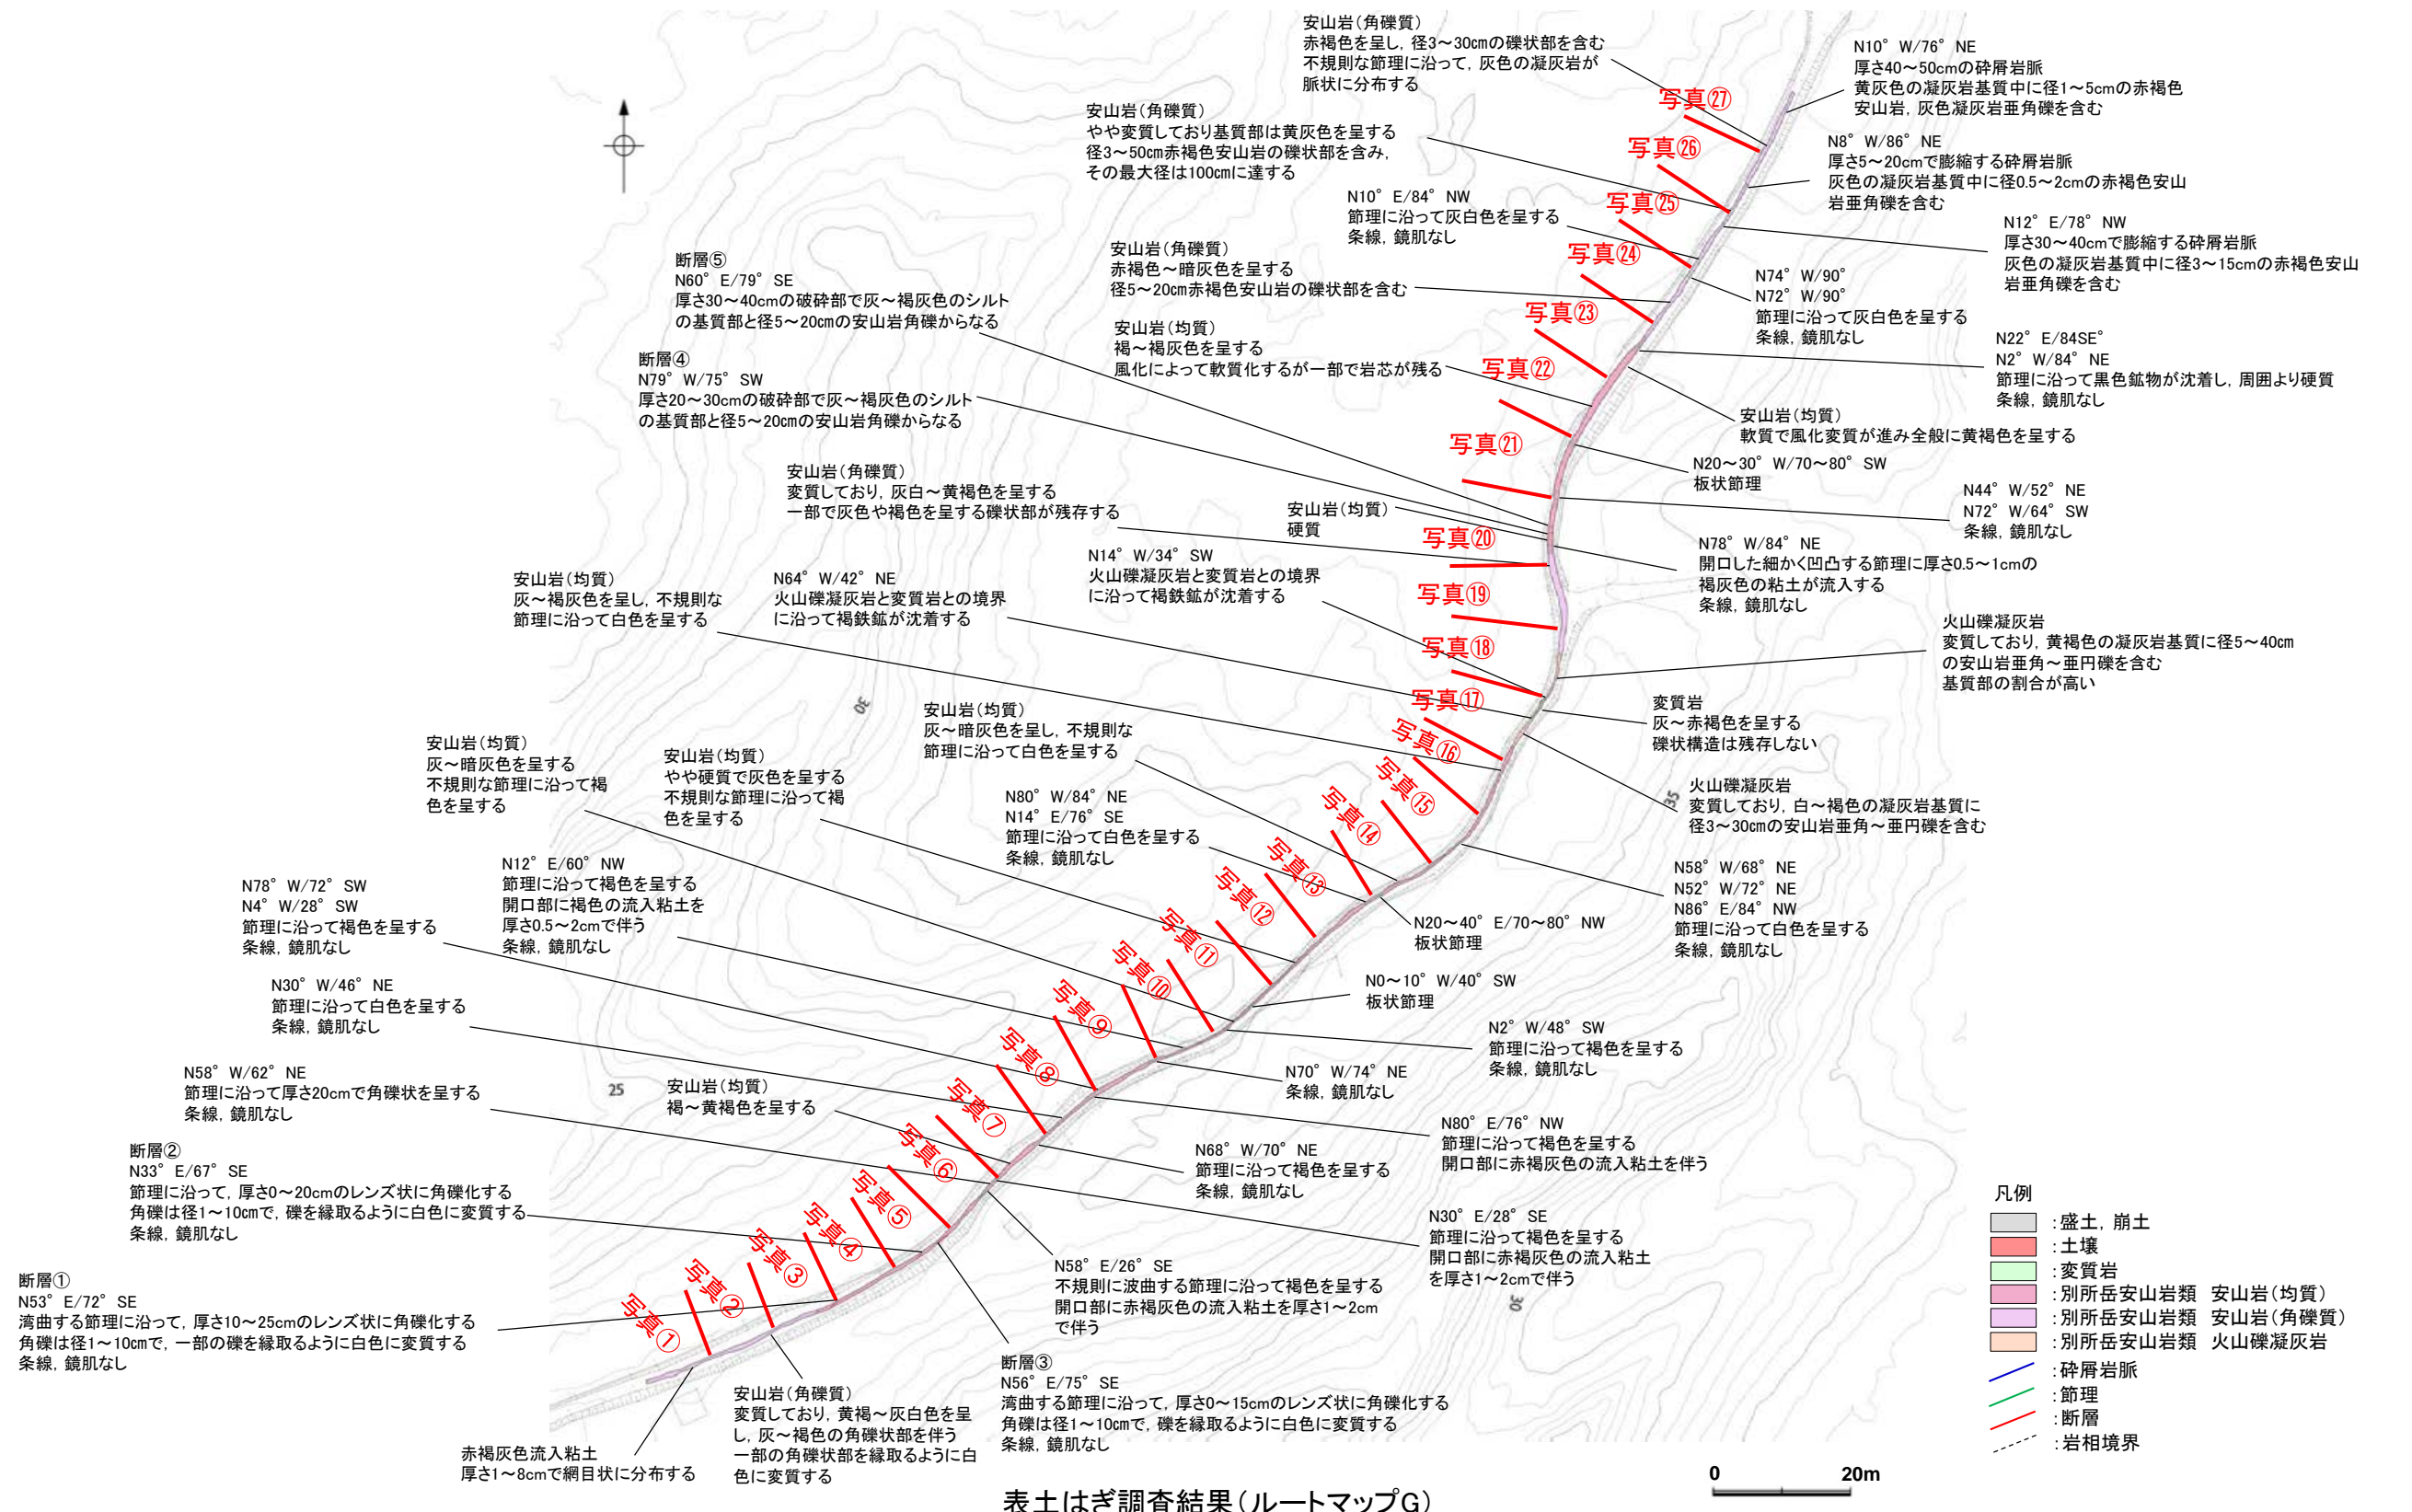 安山岩(角礫質)
赤褐色を呈し, 径3～30cmの礫状部を含む
不規則な節理に沿って, 灰色の凝灰岩が
脈状に分布する
N10°W/76°NE
厚さ40～50cmの砕屑岩脈
黄灰色の凝灰岩基質中に径1～5cmの赤褐色
安山岩, 灰色凝灰岩亜角礫を含む
安山岩(角礫質)
やや変質しており基質部は黄灰色を呈する
径3～50cm赤褐色安山岩の礫状部を含み,
その最大径は100cmに達する
N8°W/86°NE
厚さ5～20cmで膨縮する砕屑岩脈
灰色の凝灰岩基質中に径0.5～2cmの赤褐色安山
岩亜角礫を含む
N10°E/84°NW
節理に沿って灰白色を呈する
条線, 鏡肌なし
N12°E/78°NW
厚さ30～40cmで膨縮する砕屑岩脈
灰色の凝灰岩基質中に径3～15cmの赤褐色安山
岩亜角礫を含む
安山岩(角礫質)
赤褐色～暗灰色を呈する
径5～20cm赤褐色安山岩の礫状部を含む
N74°W/90°
N72°W/90°
節理に沿って灰白色を呈する
条線, 鏡肌なし
断層⑤
N60°E/79°SE
厚さ30～40cmの破砕部で灰～褐灰色のシルト
の基質部と径5～20cmの安山岩角礫からなる
安山岩(均質)
褐～褐灰色を呈する
風化によって軟質化するが一部で岩芯が残る
N22°E/84SE°
N2°W/84°NE
節理に沿って黒色鉱物が沈着し, 周囲より硬質
条線, 鏡肌なし
断層④
N79°W/75°SW
厚さ20～30cmの破砕部で灰～褐灰色のシルト
の基質部と径5～20cmの安山岩角礫からなる
安山岩(均質)
軟質で風化変質が進み全般に黄褐色を呈する
N20～30°W/70～80°SW
板状節理
安山岩(角礫質)
変質しており, 灰白～黄褐色を呈する
一部で灰色や褐色を呈する礫状部が残存する
安山岩(均質)
硬質
N44°W/52°NE
N72°W/64°SW
条線, 鏡肌なし
N78°W/84°NE
開口した細かく凹凸する節理に厚さ0.5～1cmの
褐灰色の粘土が流入する
条線, 鏡肌なし
N14°W/34°SW
火山礫凝灰岩と変質岩との境界
に沿って褐鉄鉱が沈着する
N64°W/42°NE
火山礫凝灰岩と変質岩との境界
に沿って褐鉄鉱が沈着する
安山岩(均質)
灰～褐灰色を呈し, 不規則な
節理に沿って白色を呈する
火山礫凝灰岩
変質しており, 黄褐色の凝灰岩基質に径5～40cm
の安山岩亜角～亜円礫を含む
基質部の割合が高い
変質岩
灰～赤褐色を呈する
礫状構造は残存しない
安山岩(均質)
灰～暗灰色を呈し, 不規則な
節理に沿って白色を呈する
安山岩(均質)
灰～暗灰色を呈する
不規則な節理に沿って褐
色を呈する
安山岩(均質)
やや硬質で灰色を呈する
不規則な節理に沿って褐
色を呈する
火山礫凝灰岩
変質しており, 白～褐色の凝灰岩基質に
径3～30cmの安山岩亜角～亜円礫を含む
N80°W/84°NE
N14°E/76°SE
節理に沿って白色を呈する
条線, 鏡肌なし
N58°W/68°NE
N52°W/72°NE
N86°E/84°NW
節理に沿って白色を呈する
条線, 鏡肌なし
N12°E/60°NW
節理に沿って褐色を呈する
開口部に褐色の流入粘土を
厚さ0.5～2cmで伴う
条線, 鏡肌なし
N78°W/72°SW
N4°W/28°SW
節理に沿って褐色を呈する
条線, 鏡肌なし
N20～40°E/70～80°NW
板状節理
N0～10°W/40°SW
板状節理
N30°W/46°NE
節理に沿って白色を呈する
条線, 鏡肌なし
N2°W/48°SW
節理に沿って褐色を呈する
条線, 鏡肌なし
N58°W/62°NE
節理に沿って厚さ20cmで角礫状を呈する
条線, 鏡肌なし
安山岩(均質)
褐～黄褐色を呈する
N70°W/74°NE
条線, 鏡肌なし
N80°E/76°NW
節理に沿って褐色を呈する
開口部に赤褐灰色の流入粘土を伴う
断層②
N33°E/67°SE
節理に沿って, 厚さ0～20cmのレンズ状に角礫化する
角礫は径1～10cmで, 礫を縁取るように白色に変質する
条線, 鏡肌なし
N68°W/70°NE
節理に沿って褐色を呈する
条線, 鏡肌なし
N30°E/28°SE
節理に沿って褐色を呈する
開口部に赤褐灰色の流入粘土
を厚さ1～2cmで伴う
N58°E/26°SE
不規則に波曲する節理に沿って褐色を呈する
開口部に赤褐灰色の流入粘土を厚さ1～2cm
で伴う
断層①
N53°E/72°SE
湾曲する節理に沿って, 厚さ10～25cmのレンズ状に角礫化する
角礫は径1～10cmで, 一部の礫を縁取るように白色に変質する
条線, 鏡肌なし
断層③
N56°E/75°SE
湾曲する節理に沿って, 厚さ0～15cmのレンズ状に角礫化する
角礫は径1～10cmで, 礫を縁取るように白色に変質する
条線, 鏡肌なし
安山岩(角礫質)
変質しており, 黄褐～灰白色を呈
し, 灰～褐色の角礫状部を伴う
一部の角礫状部を縁取るように白
色に変質する
赤褐灰色流入粘土
厚さ1～8cmで網目状に分布する
写真㉗
写真㉖
写真㉕
写真㉔
写真㉓
写真㉒
写真㉑
写真⑳
写真⑲
写真⑱
写真⑰
写真⑯
写真⑮
写真⑭
写真⑬
写真⑫
写真⑪
写真⑩
写真⑨
写真⑧
写真⑦
写真⑥
写真⑤
写真④
写真③
写真②
写真①
30
35
25
30
凡例
:盛土, 崩土
:土壌
:変質岩
:別所岳安山岩類 安山岩(均質)
:別所岳安山岩類 安山岩(角礫質)
:別所岳安山岩類 火山礫凝灰岩
:砕屑岩脈
:節理
:断層
:岩相境界
0 20m
表土はぎ調査結果(ルートマップG)